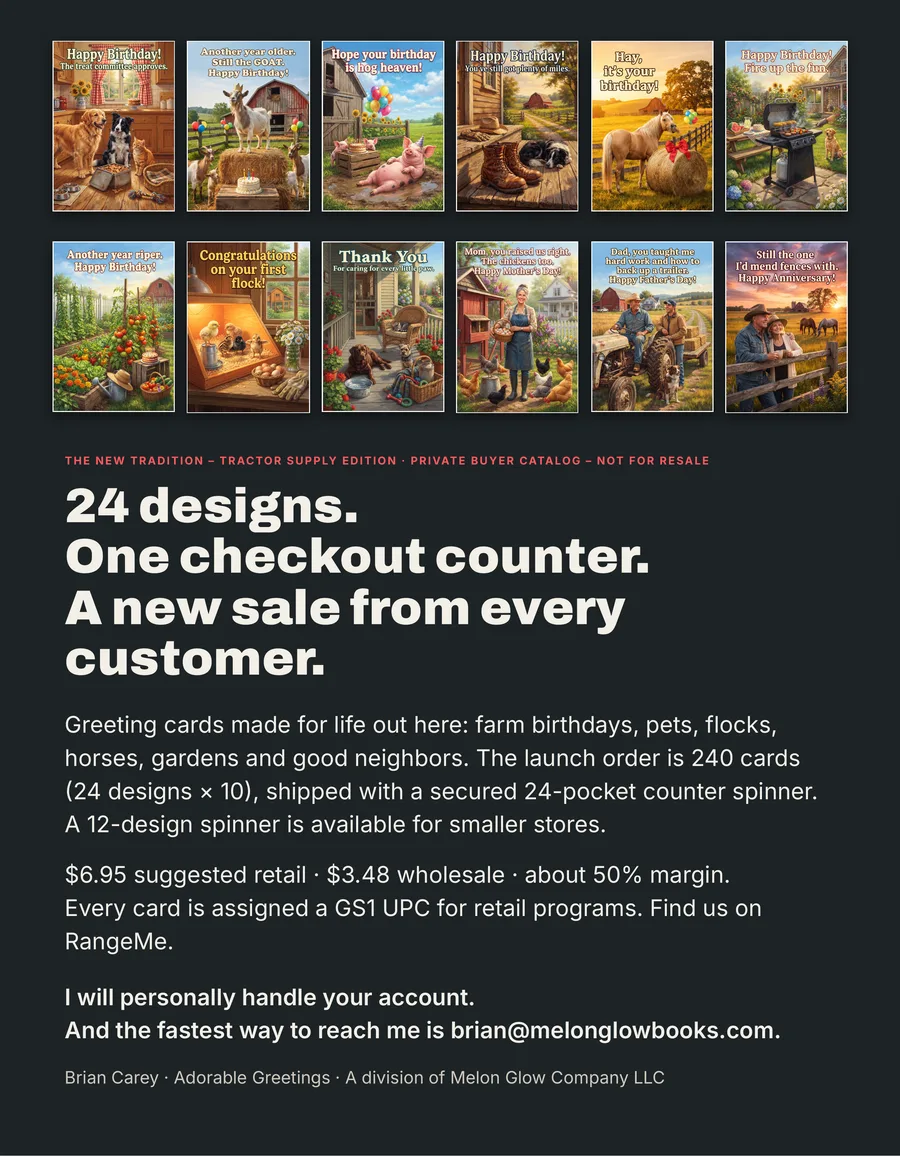 Happy Birthday!
The treat committee approves.
Another year older.
Still the GOAT.
Happy Birthday!
Hope your birthday
is hog heaven!
Happy Birthday!
You've still got plenty of miles.
Hay,
it's your
birthday!
Happy Birthday!
Fire up the fun.
Another year riper.
Happy Birthday!
Congratulations
on your first
flock!
Thank You
For caring for every little paw.
Mom, you raised us right.
The chickens too.
Happy Mother's Day!
Dad, you taught me
hard work and how to
back up a trailer.
Happy Father's Day!
Still the one
I'd mend fences with.
Happy Anniversary!
THE NEW TRADITION – TRACTOR SUPPLY EDITION · PRIVATE BUYER CATALOG – NOT FOR RESALE
24 designs.
One checkout counter.
A new sale from every
customer.
Greeting cards made for life out here: farm birthdays, pets, flocks,
horses, gardens and good neighbors. The launch order is 240 cards
(24 designs × 10), shipped with a secured 24-pocket counter spinner.
A 12-design spinner is available for smaller stores.
$6.95 suggested retail · $3.48 wholesale · about 50% margin.
Every card is assigned a GS1 UPC for retail programs. Find us on
RangeMe.
I will personally handle your account.
And the fastest way to reach me is brian@melonglowbooks.com.
Brian Carey · Adorable Greetings · A division of Melon Glow Company LLC